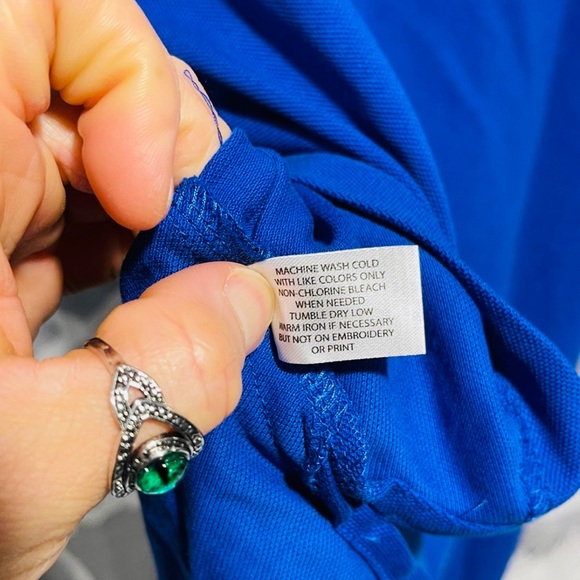 MACHINE WASH COLD
WITH LIKE COLORS ONLY
NON-CHLORINE BLEACH
WHEN NEEDED
TUMBLE DRY LOW
WARM IRON IF NECESSARY
BUT NOT ON EMBROIDERY
OR PRINT